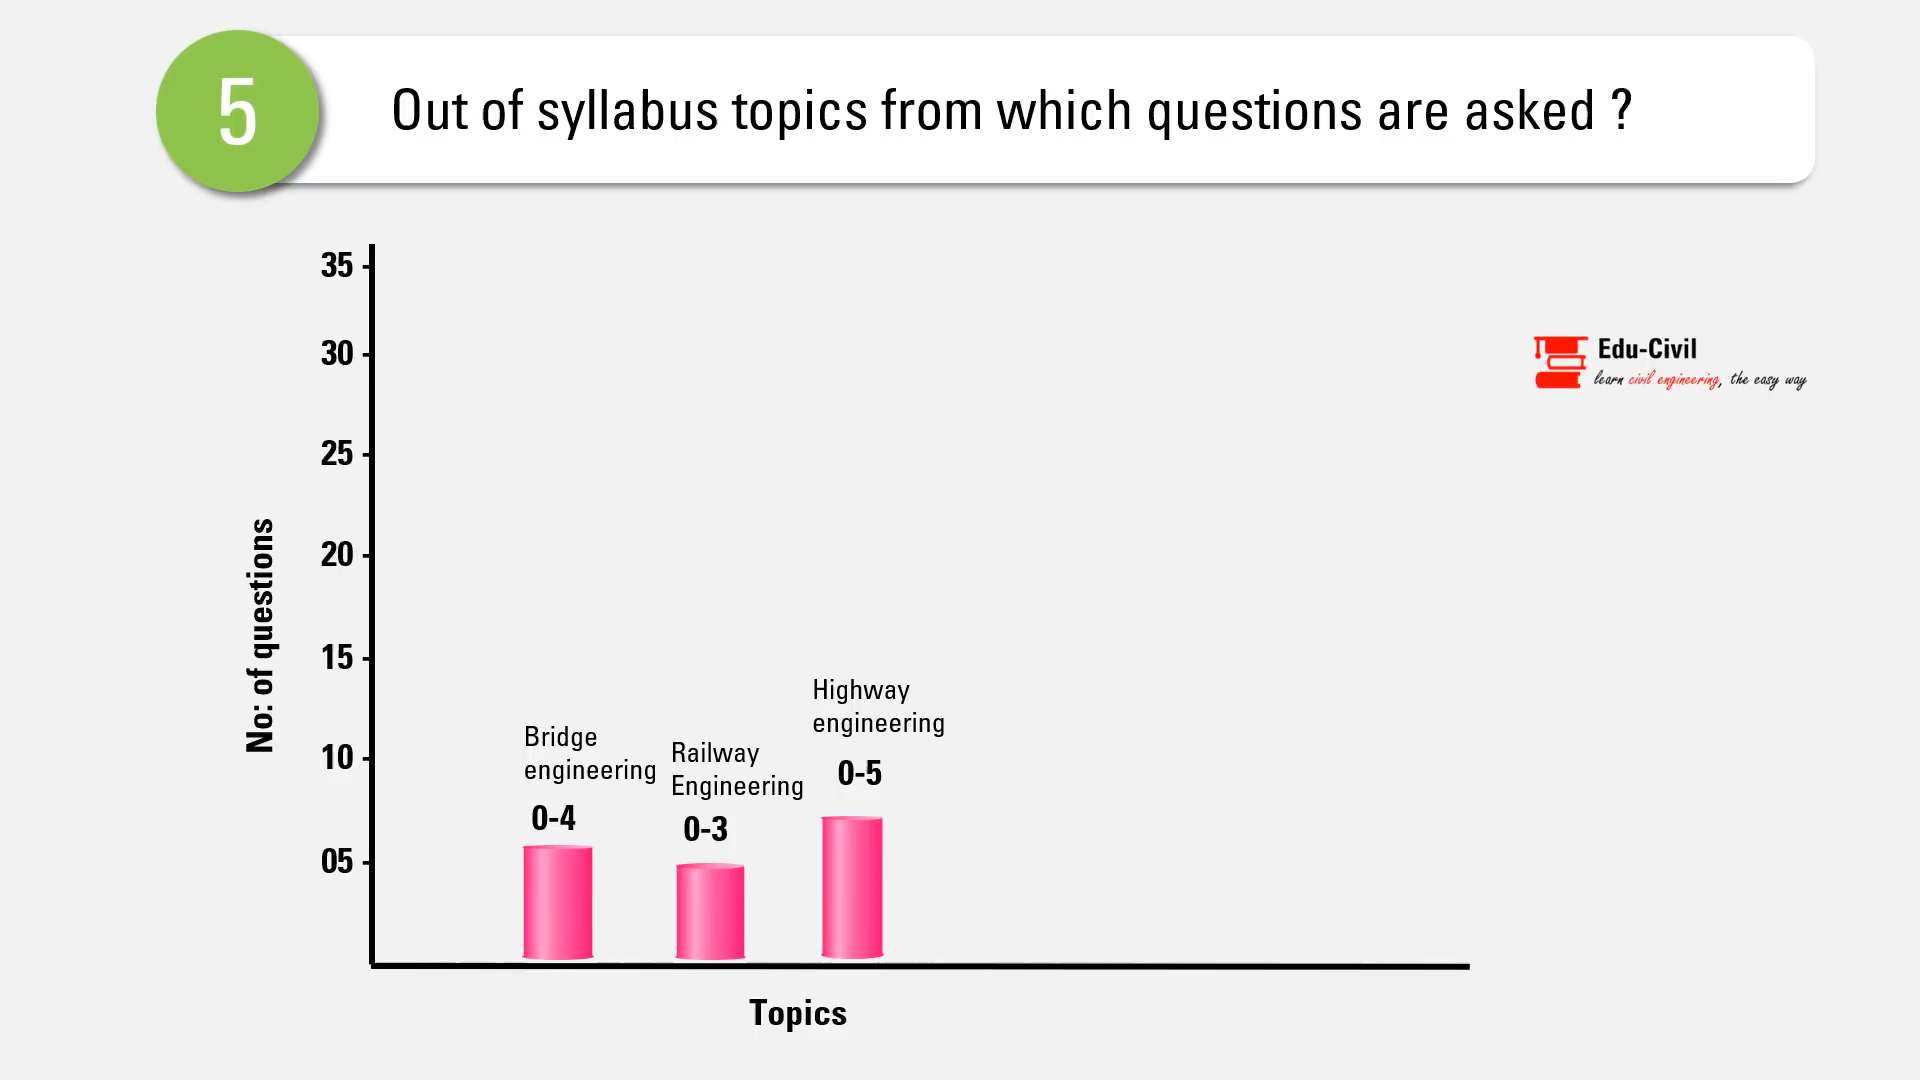 5
Out of syllabus topics from which questions are asked ?
35
30
25
20
15
10
05
No: of questions
Edu-Civil
learn civil engineering, the easy way
Bridge
engineering
0-4
Railway
Engineering
0-3
Highway
engineering
0-5
Topics